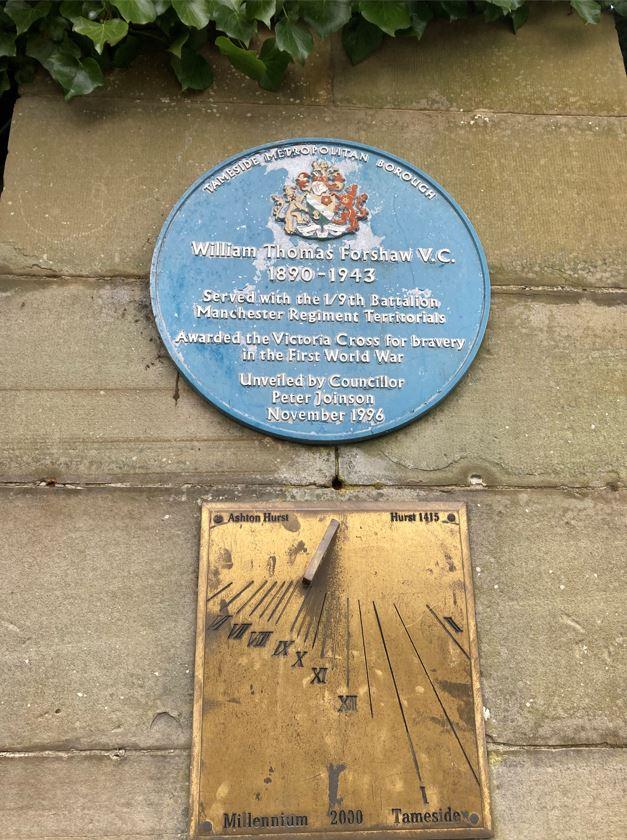 TAMESIDE METROPOLITAN BOROUGH
William Thomas Forshaw V.C.
1890-1943
Served with the 1/9th Battalion
Manchester Regiment Territorials
Awarded the Victoria Cross for bravery
in the First World War
Unveiled by Councillor
Peter Joinson
November 1996
Ashton Hurst Hurst 1415
VI VII VIII IX X XI XII I II
Millennium 2000 Tameside